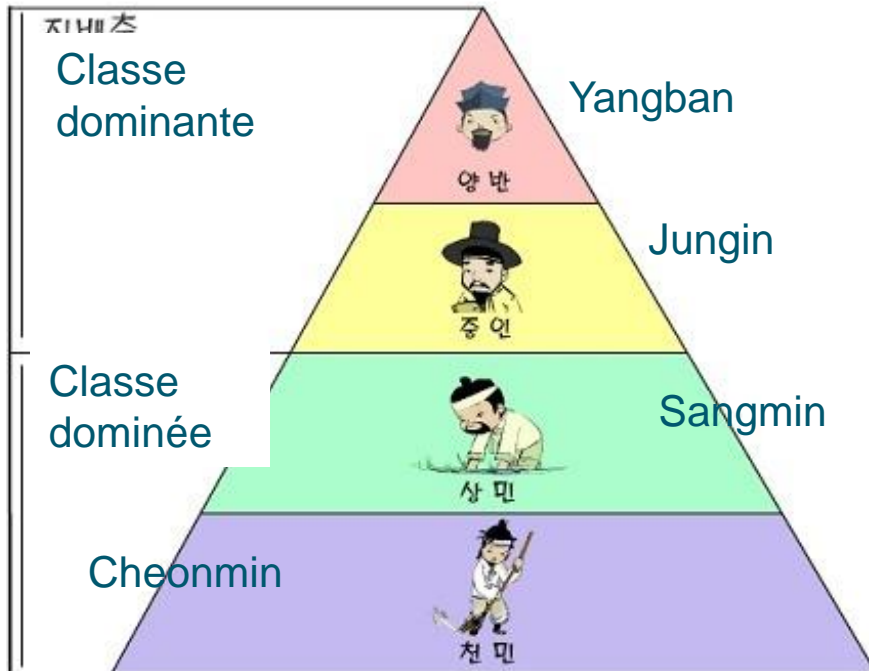 지배층
Classe
dominante
Yangban
양반
Jungin
중인
Classe
dominée
Sangmin
상민
Cheonmin
천민